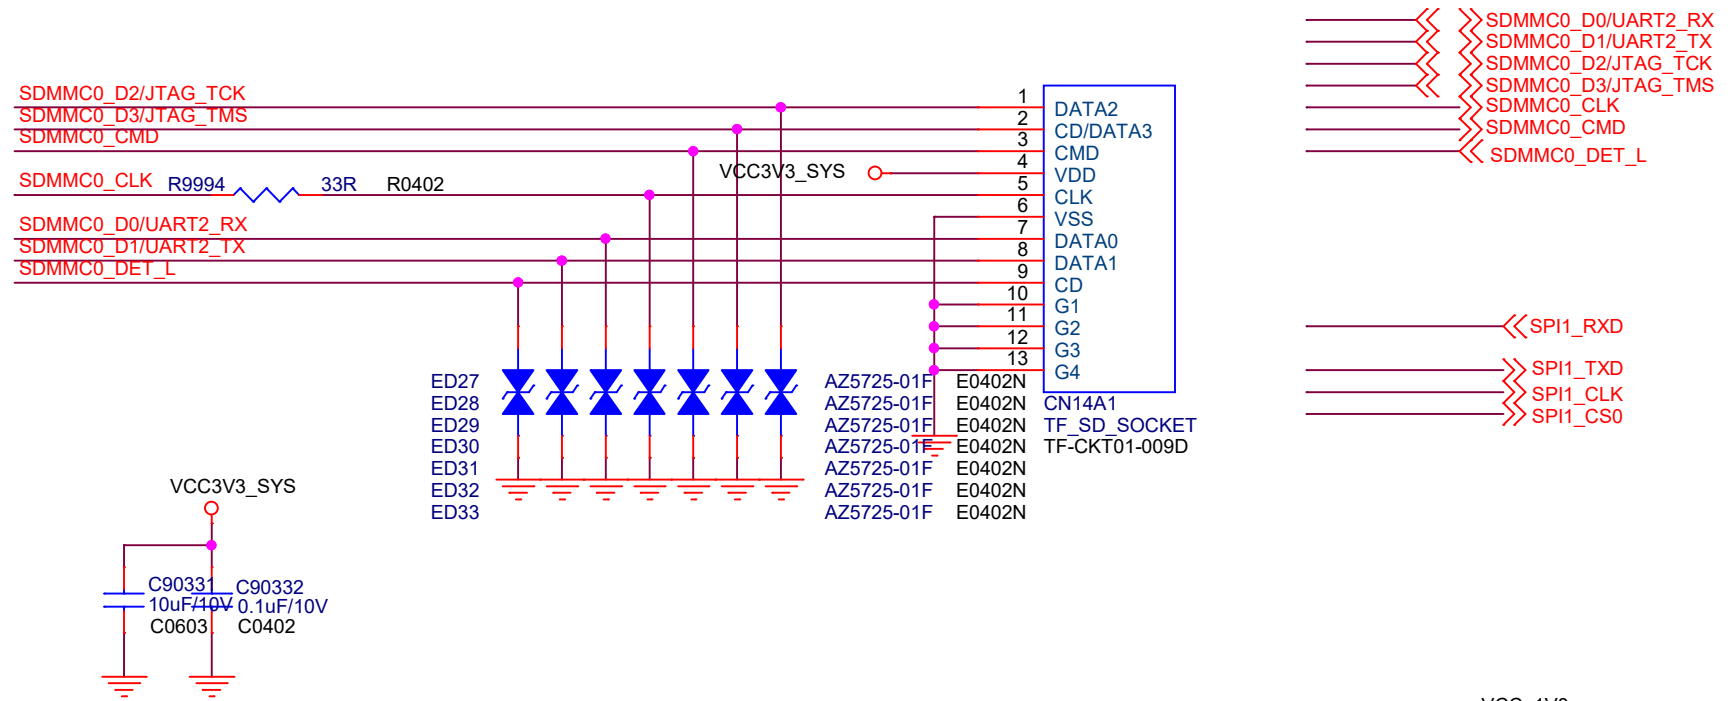 SDMMC0_D0/UART2_RX
SDMMC0_D1/UART2_TX
SDMMC0_D2/JTAG_TCK
SDMMC0_D3/JTAG_TMS
SDMMC0_CLK
SDMMC0_CMD
SDMMC0_DET_L
SDMMC0_D2/JTAG_TCK 1 DATA2
SDMMC0_D3/JTAG_TMS 2 CD/DATA3
SDMMC0_CMD 3 CMD
VCC3V3_SYS 4 VDD
SDMMC0_CLK R9994 33R R0402 5 CLK
6 VSS
SDMMC0_D0/UART2_RX 7 DATA0
SDMMC0_D1/UART2_TX 8 DATA1
SDMMC0_DET_L 9 CD
10 G1
11 G2
12 G3
13 G4
SPI1_RXD
SPI1_TXD
SPI1_CLK
SPI1_CS0
ED27 AZ5725-01F E0402N
ED28 AZ5725-01F E0402N CN14A1
ED29 AZ5725-01F E0402N TF_SD_SOCKET
ED30 AZ5725-01F E0402N TF-CKT01-009D
ED31 AZ5725-01F E0402N
ED32 AZ5725-01F E0402N
ED33 AZ5725-01F E0402N
VCC3V3_SYS
C90331 C90332
10uF/10V 0.1uF/10V
C0603 C0402